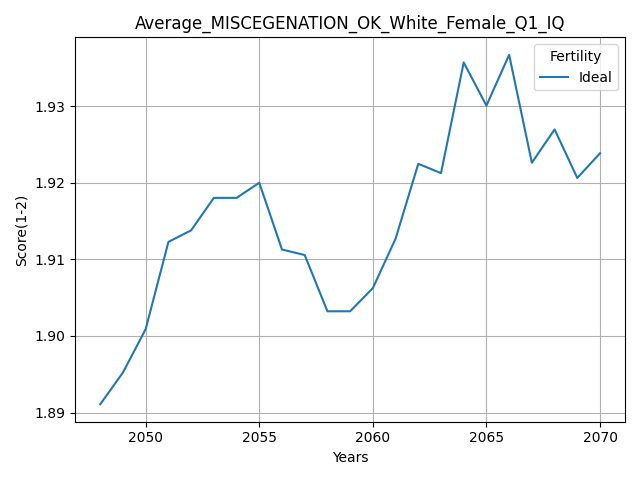 Average_MISCEGENATION_OK_White_Female_Q1_IQ
Fertility
Ideal
Score(1-2)
1.93
1.92
1.91
1.90
1.89
2050 2055 2060 2065 2070
Years